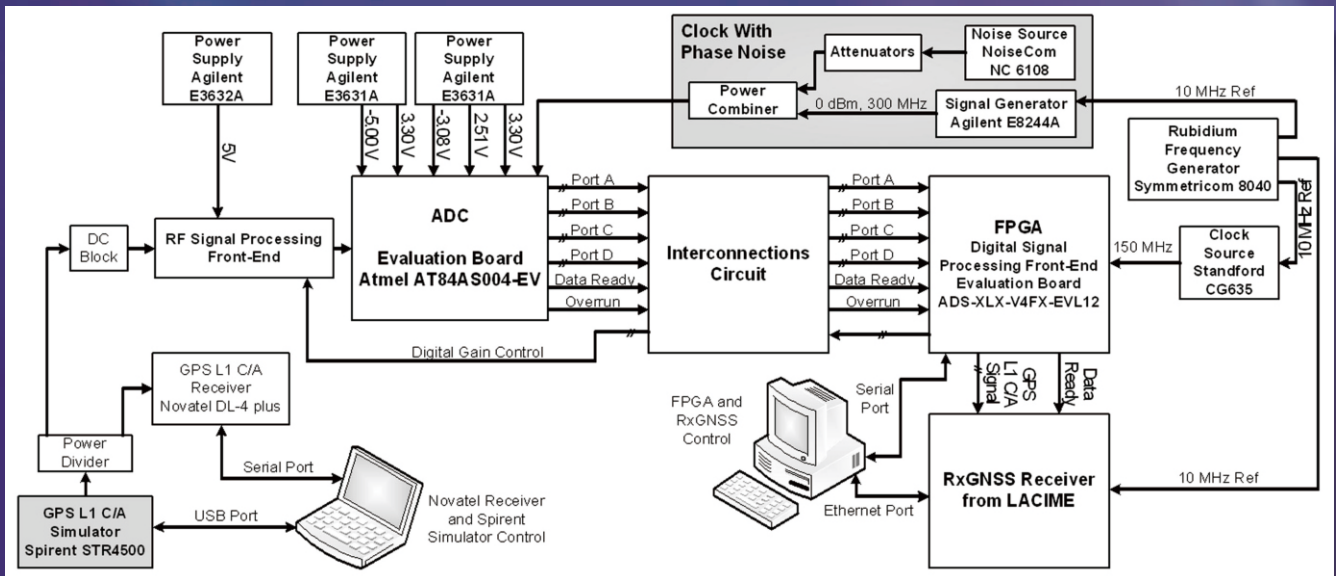 Power
Supply
Agilent
E3632A
Power
Supply
Agilent
E3631A
Power
Supply
Agilent
E3631A
Clock With
Phase Noise
Attenuators
Noise Source
NoiseCom
NC 6108
Power
Combiner
0 dBm, 300 MHz
Signal Generator
Agilent E8244A
10 MHz Ref
Rubidium
Frequency
Generator
Symmetricom 8040
5V
-5.00V
3.30V
-3.08V
2.51V
3.30V
10MHz Ref
DC
Block
RF Signal Processing
Front-End
ADC
Evaluation Board
Atmel AT84AS004-EV
Port A
Port B
Port C
Port D
Data Ready
Overrun
Interconnections
Circuit
Port A
Port B
Port C
Port D
Data Ready
Overrun
FPGA
Digital Signal
Processing Front-End
Evaluation Board
ADS-XLX-V4FX-EVL12
150 MHz
Clock
Source
Standford
CG635
Digital Gain Control
GPS L1 C/A
Receiver
Novatel DL-4 plus
Power
Divider
Serial Port
GPS L1 C/A
Simulator
Spirent STR4500
USB Port
Novatel Receiver
and Spirent
Simulator Control
FPGA and
RxGNSS
Control
Serial
Port
Ethernet Port
GPS
L1 C/A
Signal
Data
Ready
RxGNSS Receiver
from LACIME
10 MHz Ref